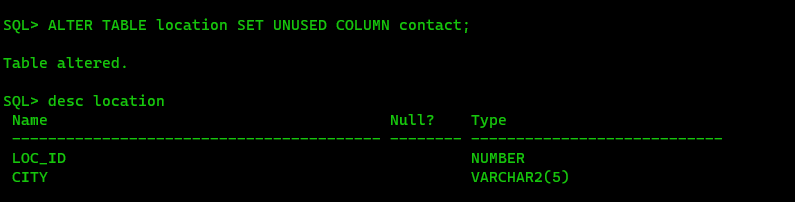 SQL> ALTER TABLE location SET UNUSED COLUMN contact;
Table altered.
SQL> desc location
 Name                                      Null?    Type
 ----------------------------------------- -------- ----------------------------
 LOC_ID                                             NUMBER
 CITY                                               VARCHAR2(5)